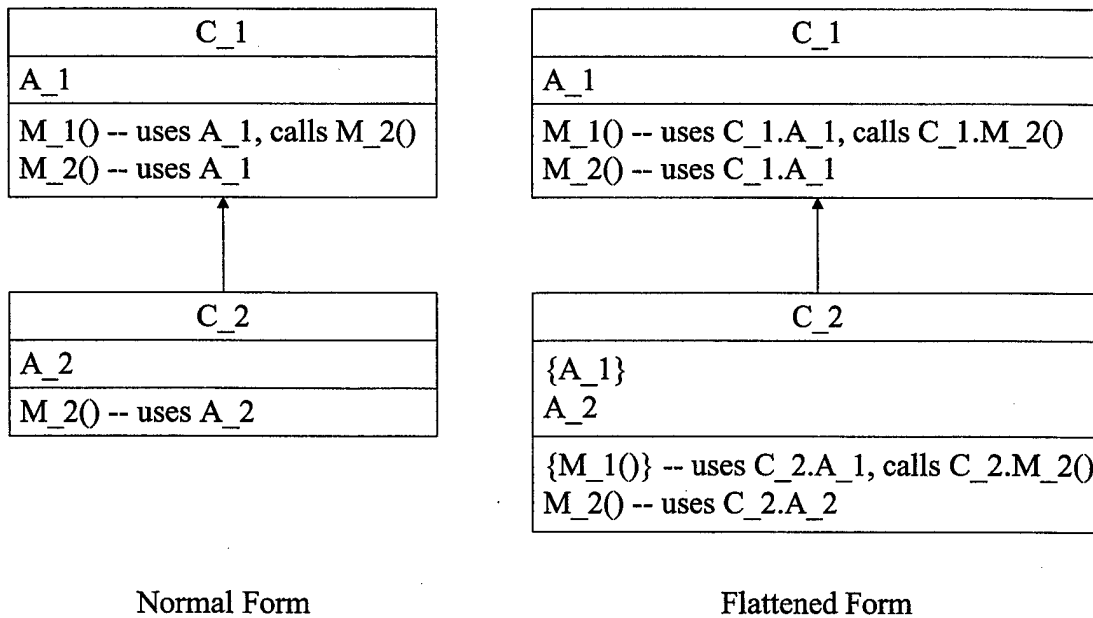 C_1
A_1
M_1() -- uses A_1, calls M_2()
M_2() -- uses A_1
C_2
A_2
M_2() -- uses A_2
Normal Form
C_1
A_1
M_1() -- uses C_1.A_1, calls C_1.M_2()
M_2() -- uses C_1.A_1
C_2
{A_1}
A_2
{M_1()} -- uses C_2.A_1, calls C_2.M_2()
M_2() -- uses C_2.A_2
Flattened Form